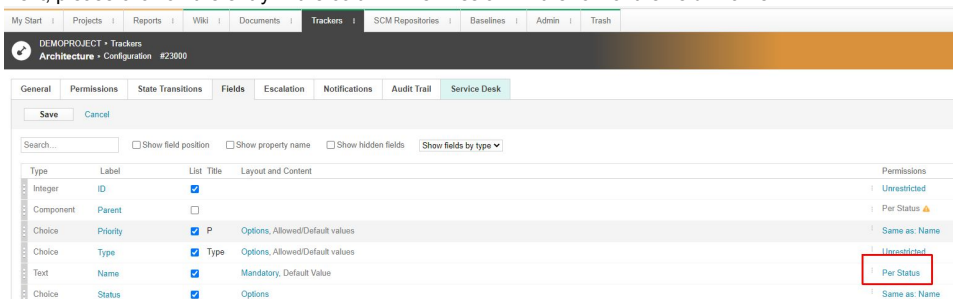 My Start Projects Reports Wiki Documents Trackers SCM Repositories Baselines Admin Trash
DEMOPROJECT • Trackers
Architecture • Configuration #23000
General Permissions State Transitions Fields Escalation Notifications Audit Trail Service Desk
Save Cancel
Search... Show field position Show property name Show hidden fields Show fields by type
Type Label List Title Layout and Content Permissions
Integer ID Unrestricted
Component Parent Per Status
Choice Priority P Options, Allowed/Default values Same as: Name
Choice Type Type Options, Allowed/Default values Unrestricted
Text Name Mandatory, Default Value Per Status
Choice Status Options Same as: Name